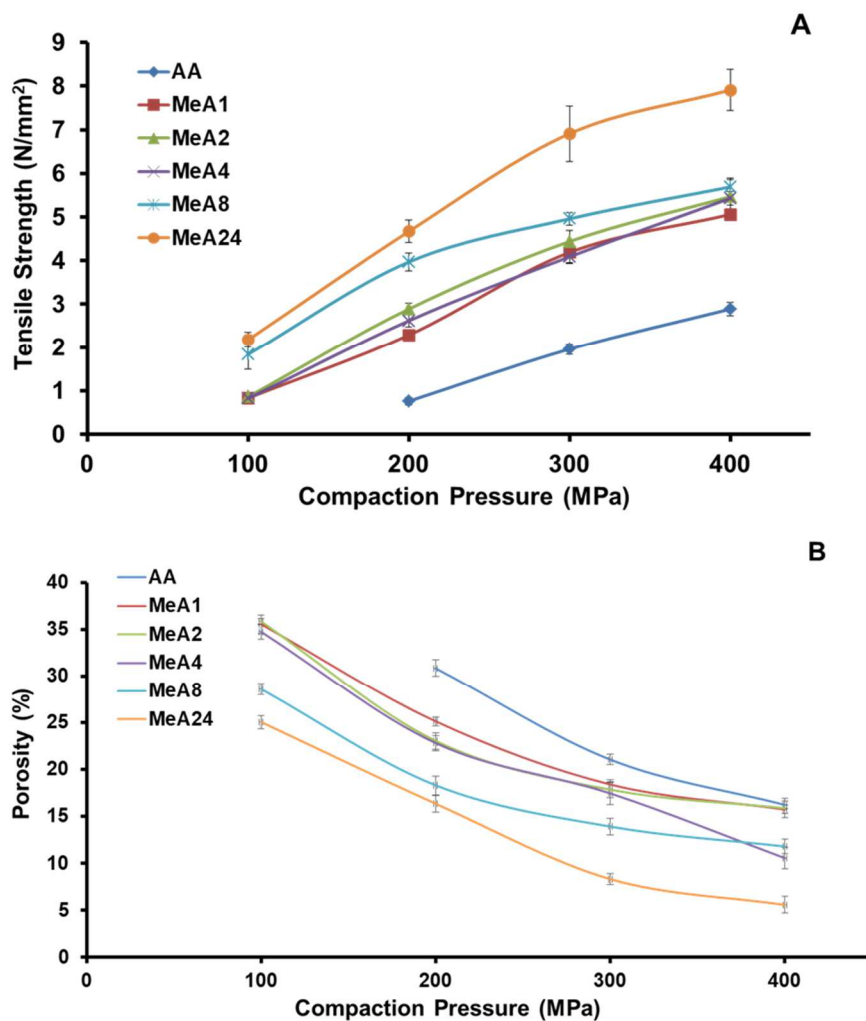 A
9
8
7
6
5
4
3
2
1
0
Tensile Strength (N/mm²)
AA
MeA1
MeA2
MeA4
MeA8
MeA24
0 100 200 300 400
Compaction Pressure (MPa)
B
40
35
30
25
20
15
10
5
0
Porosity (%)
AA
MeA1
MeA2
MeA4
MeA8
MeA24
0 100 200 300 400
Compaction Pressure (MPa)